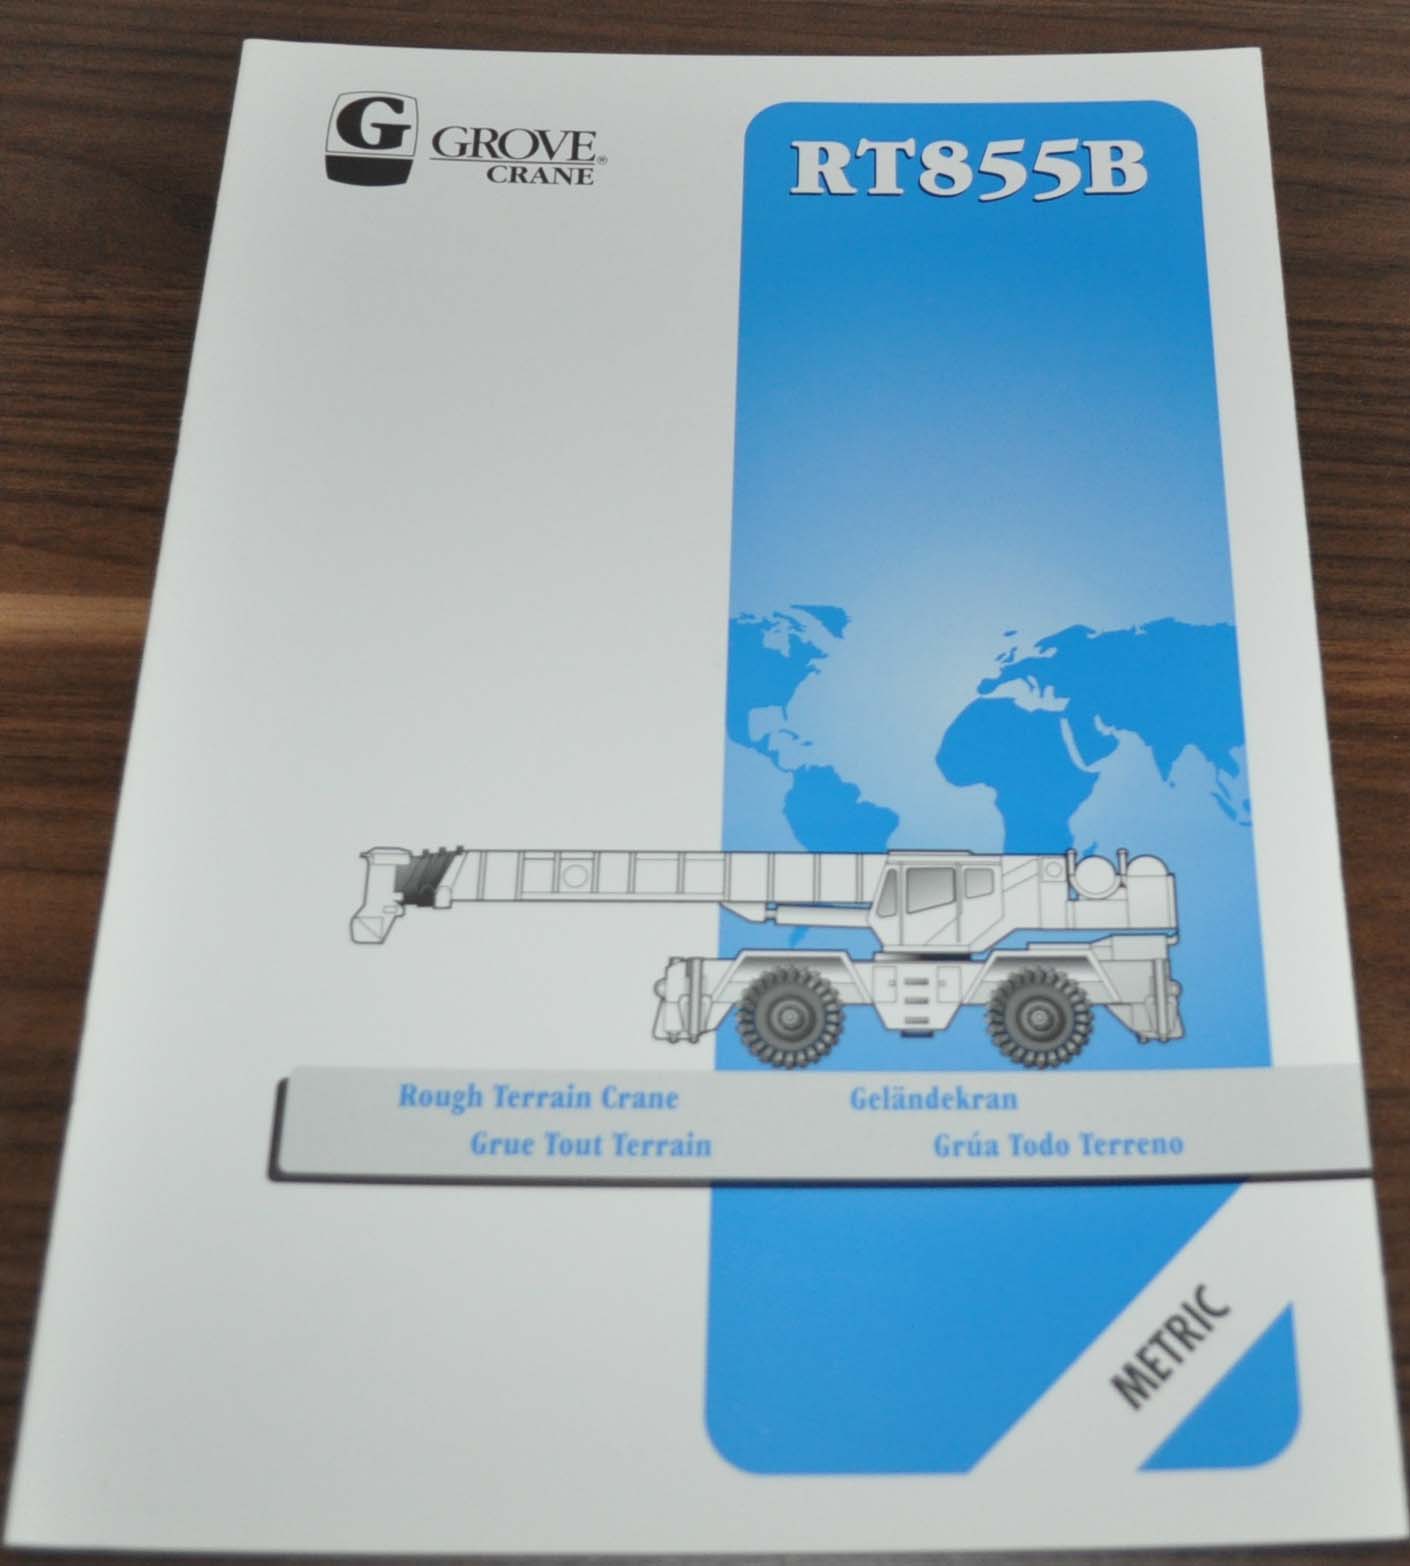 G GROVE®
CRANE
RT855B
Rough Terrain Crane Geländekran
Grue Tout Terrain Grúa Todo Terreno
METRIC